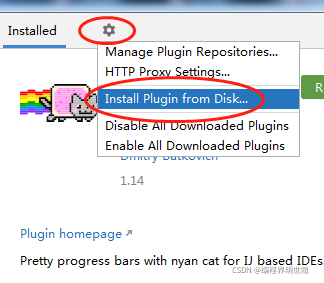 Installed
Manage Plugin Repositories...
HTTP Proxy Settings...
Install Plugin from Disk...
Disable All Downloaded Plugins
Enable All Downloaded Plugins
Dmitry Batkovich
1.14
Plugin homepage
Pretty progress bars with nyan cat for IJ based IDEs.
CSDN @编程界明世隐